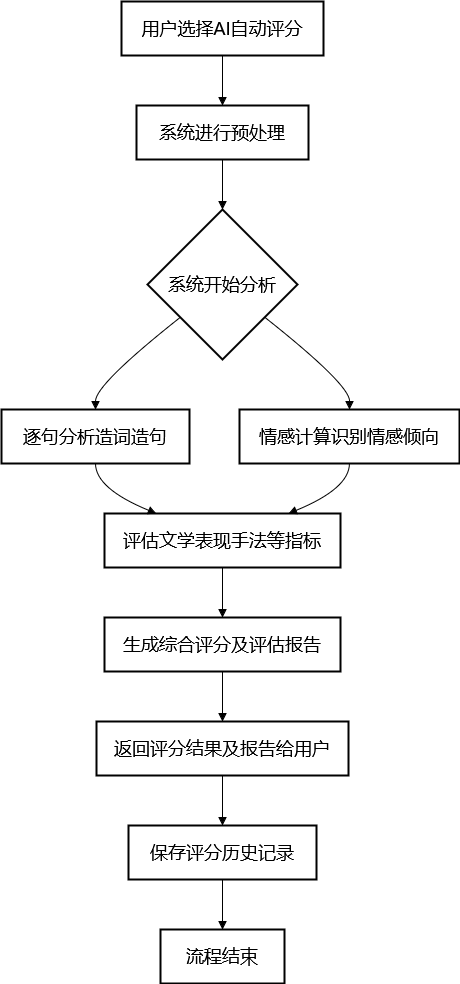 用户选择AI自动评分
系统进行预处理
系统开始分析
逐句分析造词造句
情感计算识别情感倾向
评估文学表现手法等指标
生成综合评分及评估报告
返回评分结果及报告给用户
保存评分历史记录
流程结束